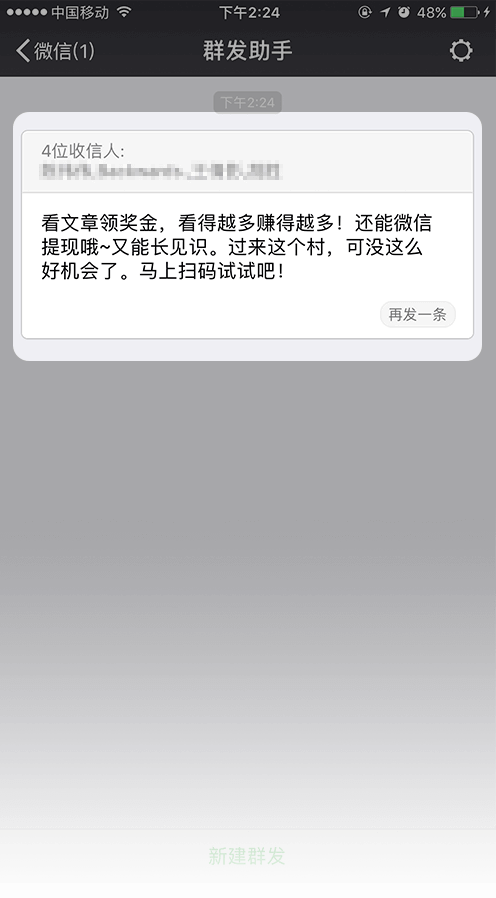 中国移动 下午2:24 48%
微信(1) 群发助手
下午2:24
4位收信人:
看文章领奖金，看得越多赚得越多！还能微信
提现哦~又能长见识。过来这个村，可没这么
好机会了。马上扫码试试吧！
再发一条
新建群发